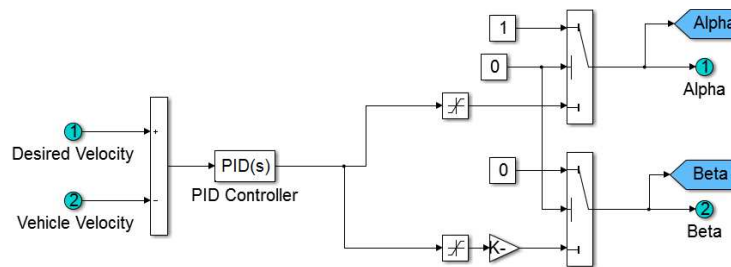 1
Alpha
0
1
Alpha
1
+
Desired Velocity
PID(s)
PID Controller
0
Beta
2
−
Vehicle Velocity
2
Beta
K-